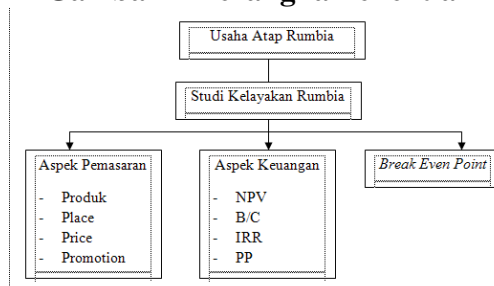 Usaha Atap Rumbia
Studi Kelayakan Rumbia
Aspek Pemasaran
- Produk
- Place
- Price
- Promotion
Aspek Keuangan
- NPV
- B/C
- IRR
- PP
Break Even Point